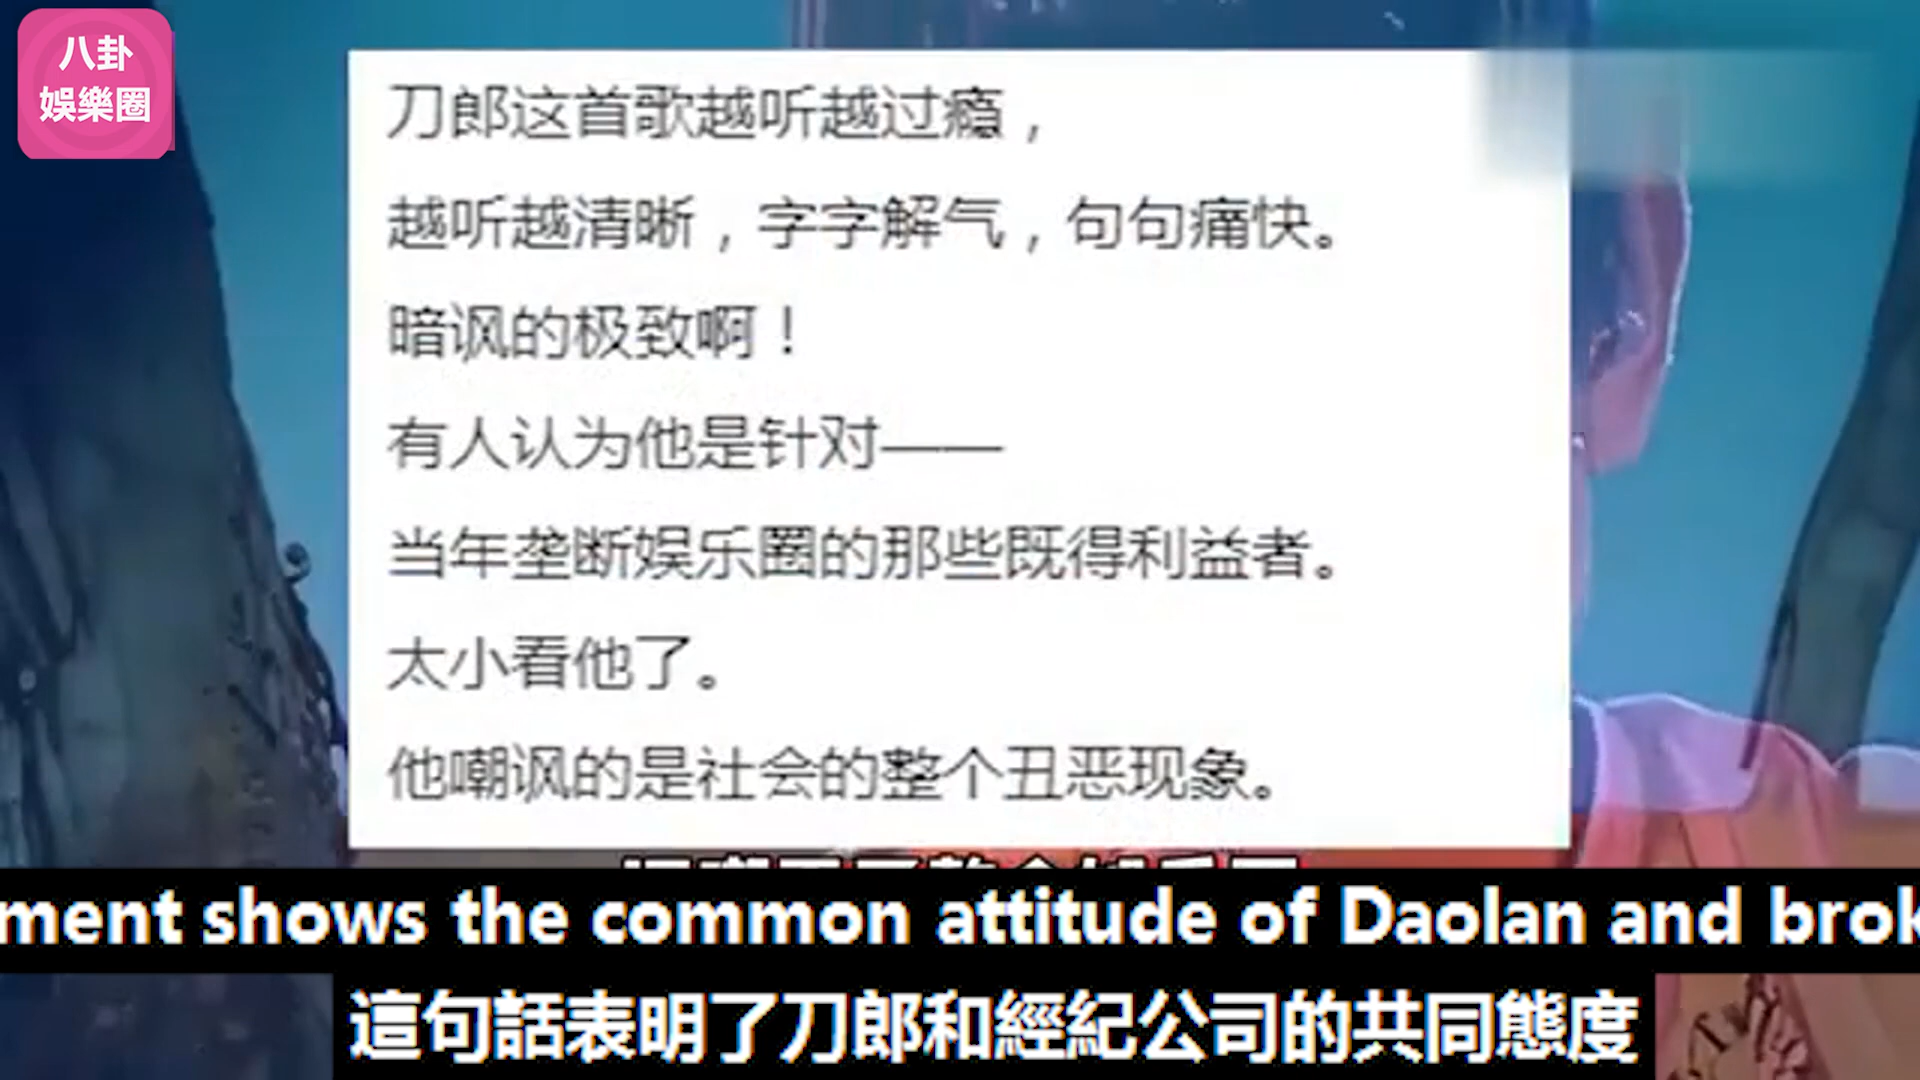 八卦
娛樂圈
刀郎这首歌越听越过瘾，
越听越清晰，字字解气，句句痛快。
暗讽的极致啊！
有人认为他是针对——
当年垄断娱乐圈的那些既得利益者。
太小看他了。
他嘲讽的是社会的整个丑恶现象。
ment shows the common attitude of Daolan and brok
這句話表明了刀郎和經紀公司的共同態度